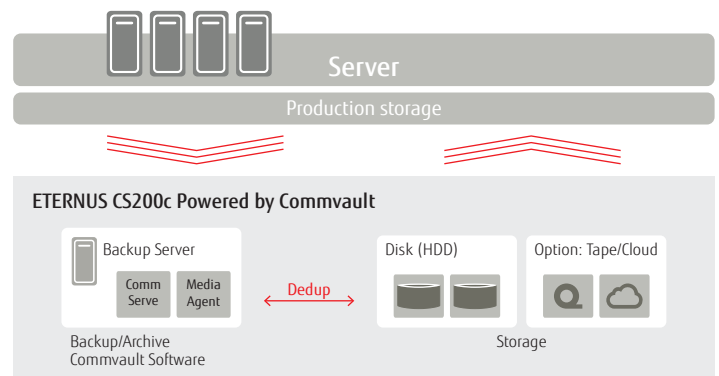 Server
Production storage
ETERNUS CS200c Powered by Commvault
Backup Server
Comm
Serve
Media
Agent
Dedup
Disk (HDD)
Option: Tape/Cloud
Backup/Archive
Commvault Software
Storage